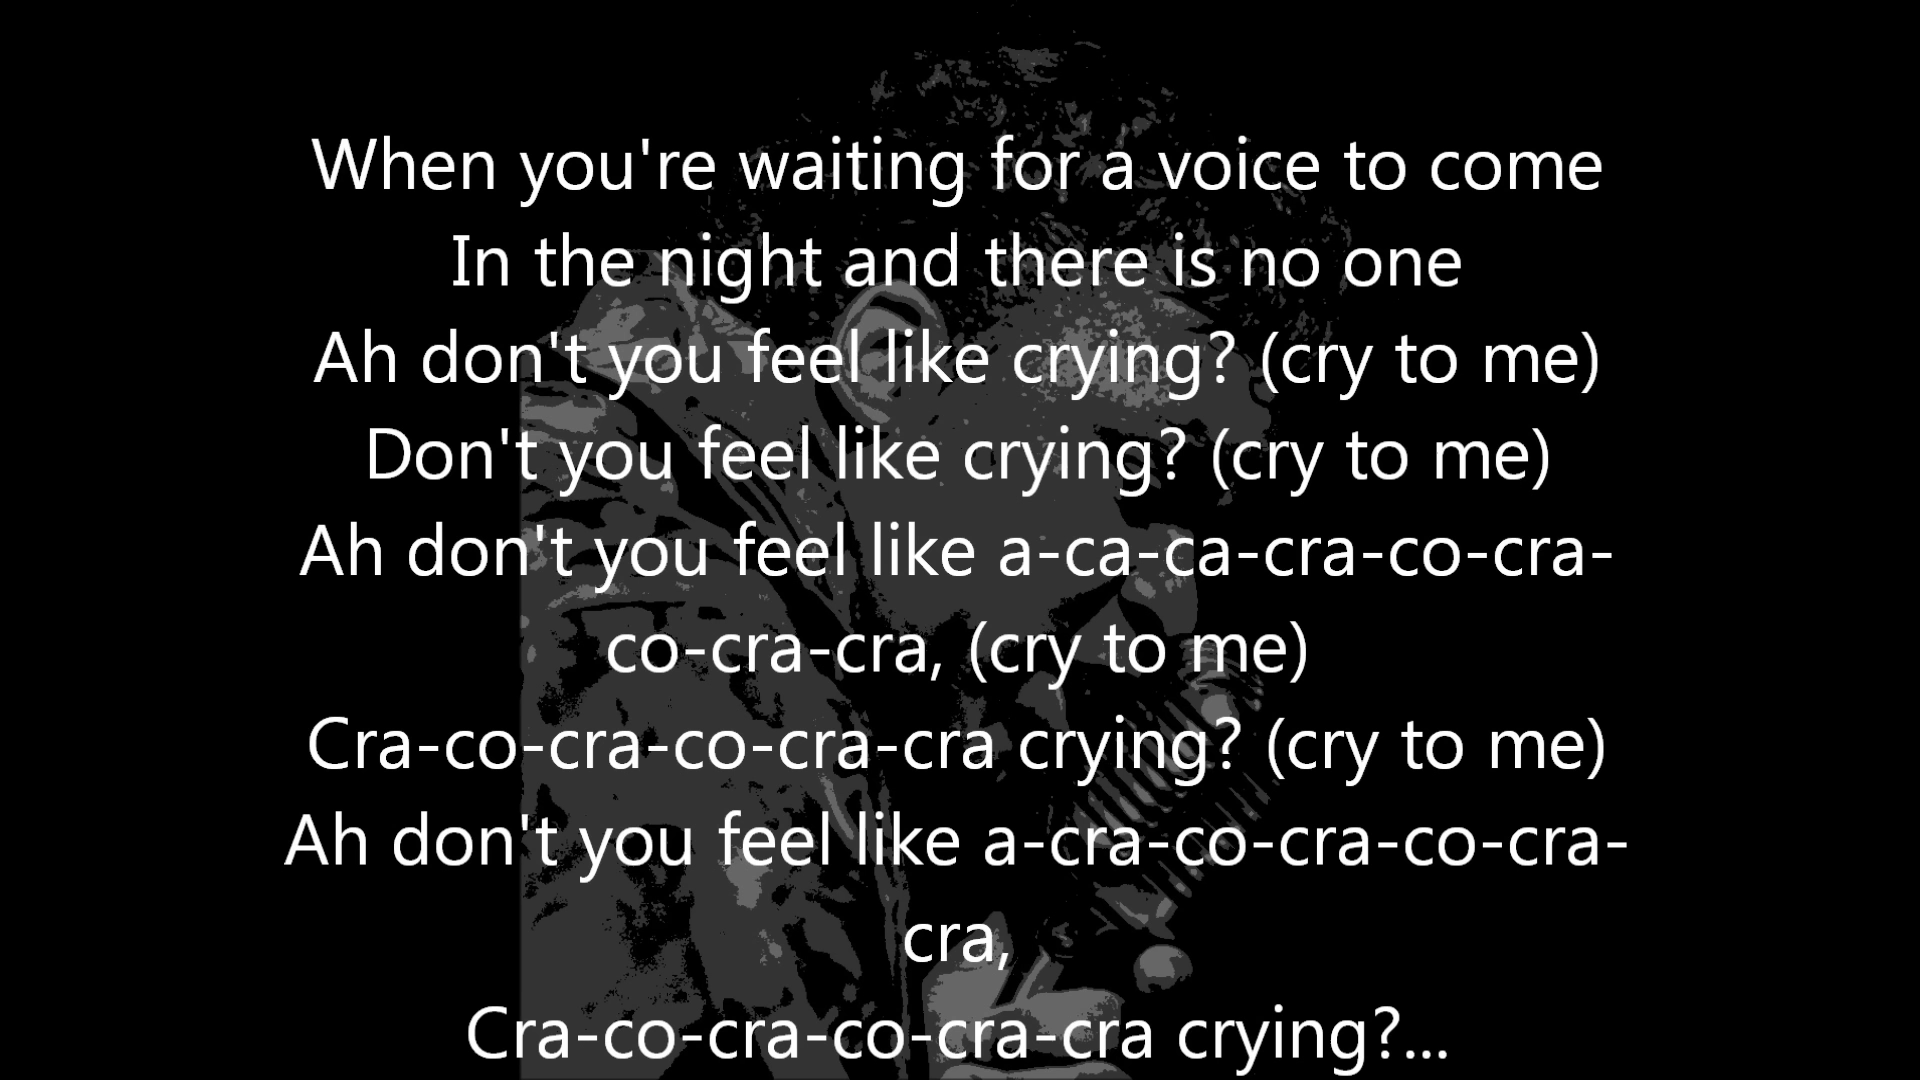 When you're waiting for a voice to come
In the night and there is no one
Ah don't you feel like crying? (cry to me)
Don't you feel like crying? (cry to me)
Ah don't you feel like a-ca-ca-cra-co-cra-
co-cra-cra, (cry to me)
Cra-co-cra-co-cra-cra crying? (cry to me)
Ah don't you feel like a-cra-co-cra-co-cra-
cra,
Cra-co-cra-co-cra-cra crying?...